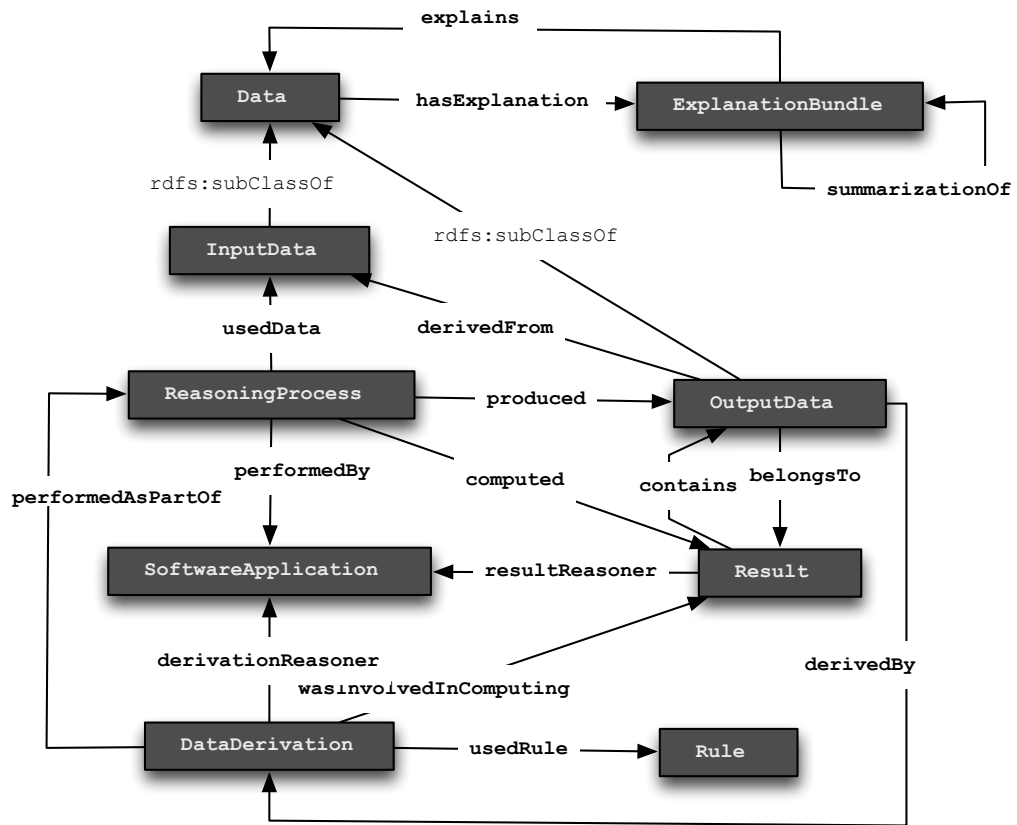 explains
Data
hasExplanation
ExplanationBundle
rdfs:subClassOf
summarizationOf
rdfs:subClassOf
InputData
usedData
derivedFrom
ReasoningProcess
produced
OutputData
performedBy
computed
contains
belongsTo
performedAsPartOf
SoftwareApplication
resultReasoner
Result
derivationReasoner
derivedBy
wasInvolvedInComputing
DataDerivation
usedRule
Rule